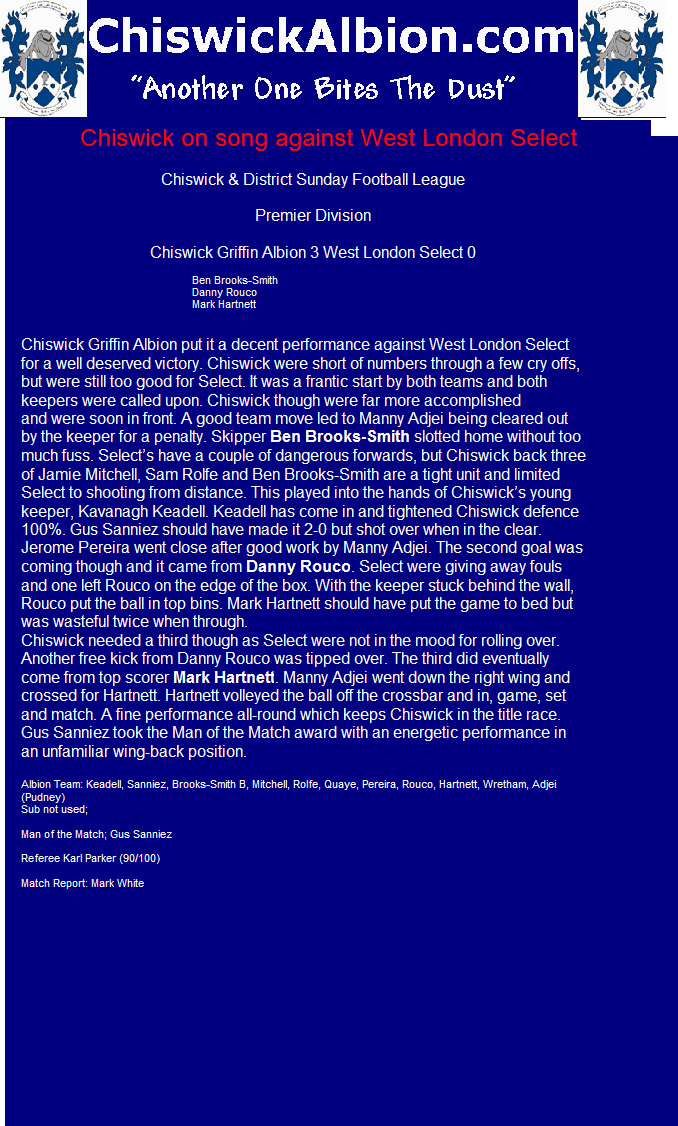 ChiswickAlbion.com
"Another One Bites The Dust"
Chiswick on song against West London Select
Chiswick & District Sunday Football League
Premier Division
Chiswick Griffin Albion 3 West London Select 0
Ben Brooks-Smith
Danny Rouco
Mark Hartnett
Chiswick Griffin Albion put it a decent performance against West London Select
for a well deserved victory. Chiswick were short of numbers through a few cry offs,
but were still too good for Select. It was a frantic start by both teams and both
keepers were called upon. Chiswick though were far more accomplished
and were soon in front. A good team move led to Manny Adjei being cleared out
by the keeper for a penalty. Skipper Ben Brooks-Smith slotted home without too
much fuss. Select’s have a couple of dangerous forwards, but Chiswick back three
of Jamie Mitchell, Sam Rolfe and Ben Brooks-Smith are a tight unit and limited
Select to shooting from distance. This played into the hands of Chiswick’s young
keeper, Kavanagh Keadell. Keadell has come in and tightened Chiswick defence
100%. Gus Sanniez should have made it 2-0 but shot over when in the clear.
Jerome Pereira went close after good work by Manny Adjei. The second goal was
coming though and it came from Danny Rouco. Select were giving away fouls
and one left Rouco on the edge of the box. With the keeper stuck behind the wall,
Rouco put the ball in top bins. Mark Hartnett should have put the game to bed but
was wasteful twice when through.
Chiswick needed a third though as Select were not in the mood for rolling over.
Another free kick from Danny Rouco was tipped over. The third did eventually
come from top scorer Mark Hartnett. Manny Adjei went down the right wing and
crossed for Hartnett. Hartnett volleyed the ball off the crossbar and in, game, set
and match. A fine performance all-round which keeps Chiswick in the title race.
Gus Sanniez took the Man of the Match award with an energetic performance in
an unfamiliar wing-back position.
Albion Team: Keadell, Sanniez, Brooks-Smith B, Mitchell, Rolfe, Quaye, Pereira, Rouco, Hartnett, Wretham, Adjei
(Pudney)
Sub not used;
Man of the Match; Gus Sanniez
Referee Karl Parker (90/100)
Match Report: Mark White